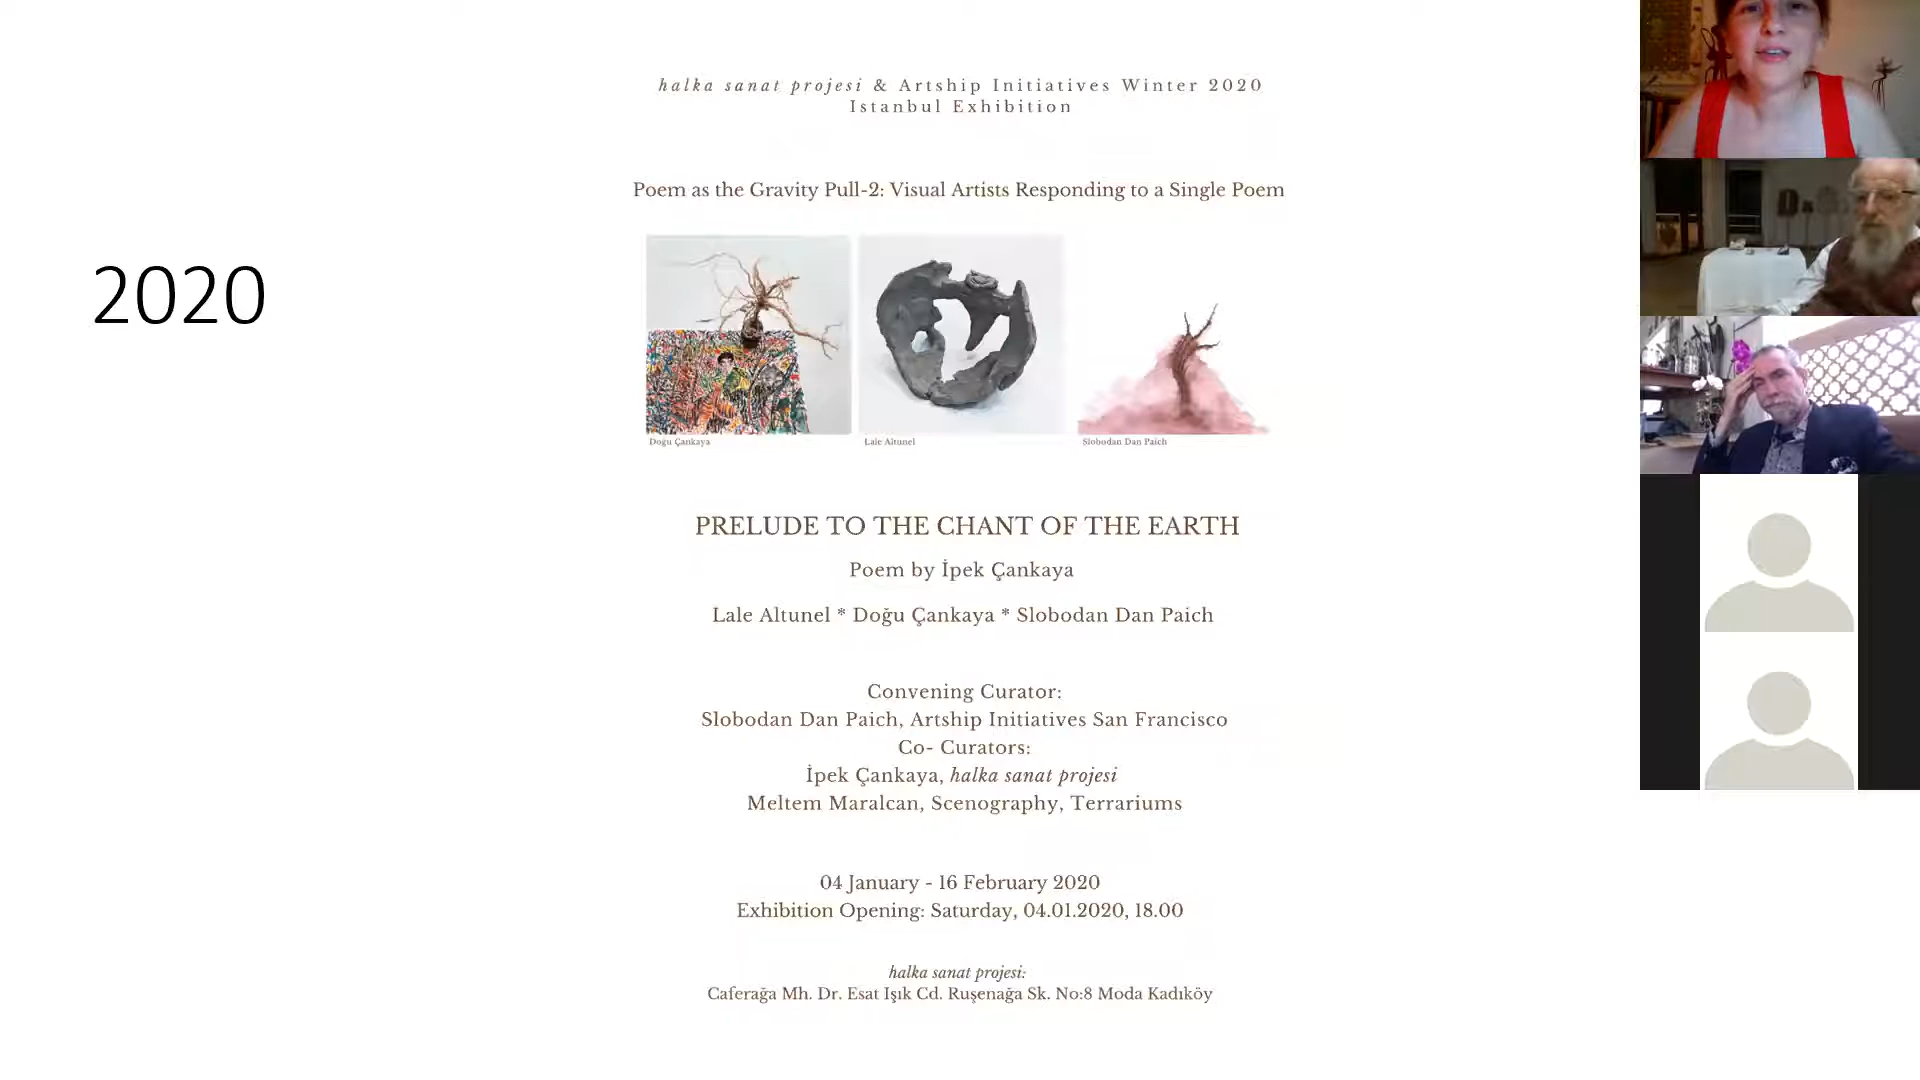 halka sanat projesi & Artship Initiatives Winter 2020
Istanbul Exhibition
Poem as the Gravity Pull-2: Visual Artists Responding to a Single Poem
2020
Doğu Çankaya
Lale Altunel
Slobodan Dan Paich
PRELUDE TO THE CHANT OF THE EARTH
Poem by İpek Çankaya
Lale Altunel * Doğu Çankaya * Slobodan Dan Paich
Convening Curator:
Slobodan Dan Paich, Artship Initiatives San Francisco
Co- Curators:
İpek Çankaya, halka sanat projesi
Meltem Maralcan, Scenography, Terrariums
04 January - 16 February 2020
Exhibition Opening: Saturday, 04.01.2020, 18.00
halka sanat projesi:
Caferağa Mh. Dr. Esat Işık Cd. Ruşenağa Sk. No:8 Moda Kadıköy